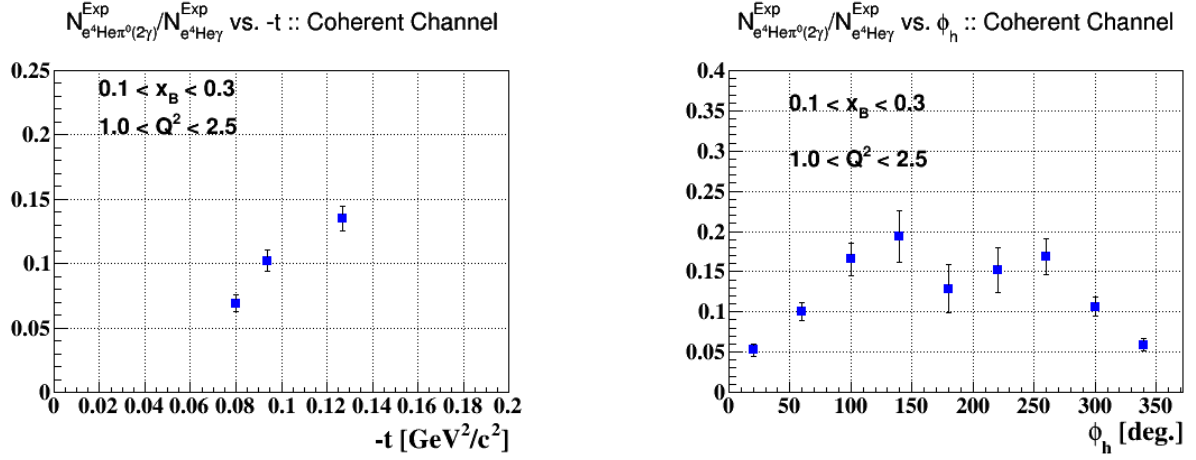 N^Exp_e⁴Heπ⁰(2γ)/N^Exp_e⁴Heγ vs. -t :: Coherent Channel
0.25
0.2
0.15
0.1
0.05
0
0.1 < x_B < 0.3
1.0 < Q² < 2.5
0 0.02 0.04 0.06 0.08 0.1 0.12 0.14 0.16 0.18 0.2
-t [GeV²/c²]
N^Exp_e⁴Heπ⁰(2γ)/N^Exp_e⁴Heγ vs. ϕ_h :: Coherent Channel
0.4
0.35
0.3
0.25
0.2
0.15
0.1
0.05
0
0.1 < x_B < 0.3
1.0 < Q² < 2.5
0 50 100 150 200 250 300 350
ϕ_h [deg.]